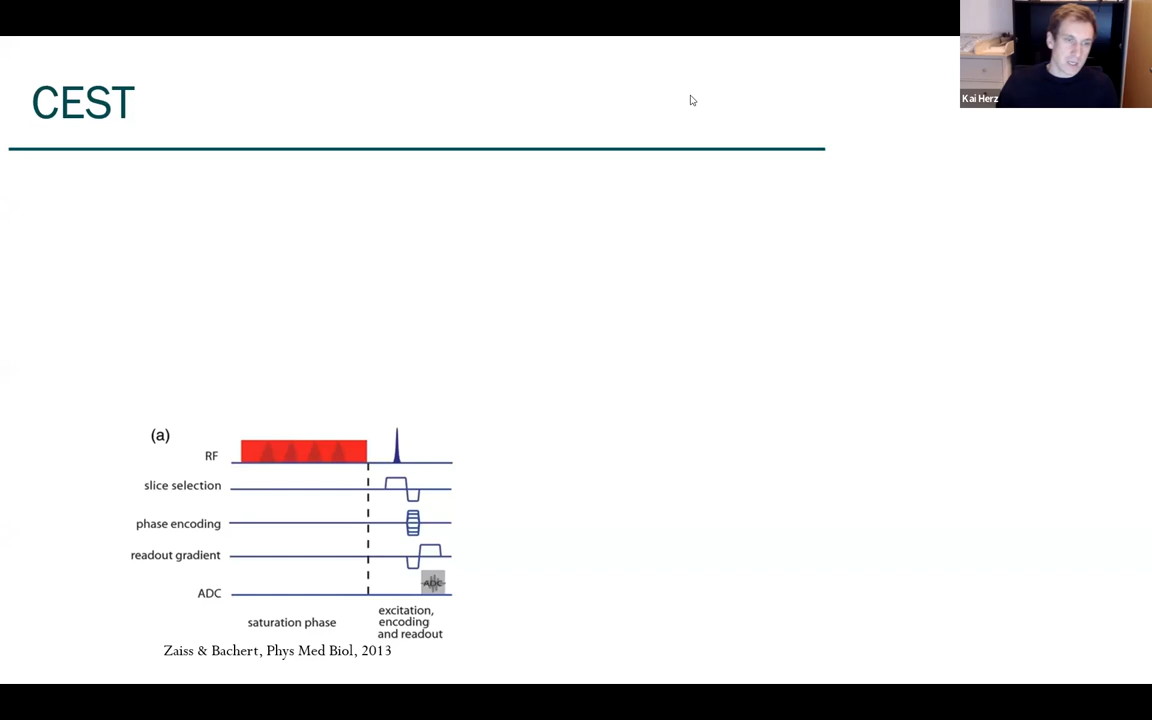 CEST
Kai Herz
(a)
RF
slice selection
phase encoding
readout gradient
ADC
ADC
saturation phase
excitation,
encoding
and readout
Zaiss & Bachert, Phys Med Biol, 2013